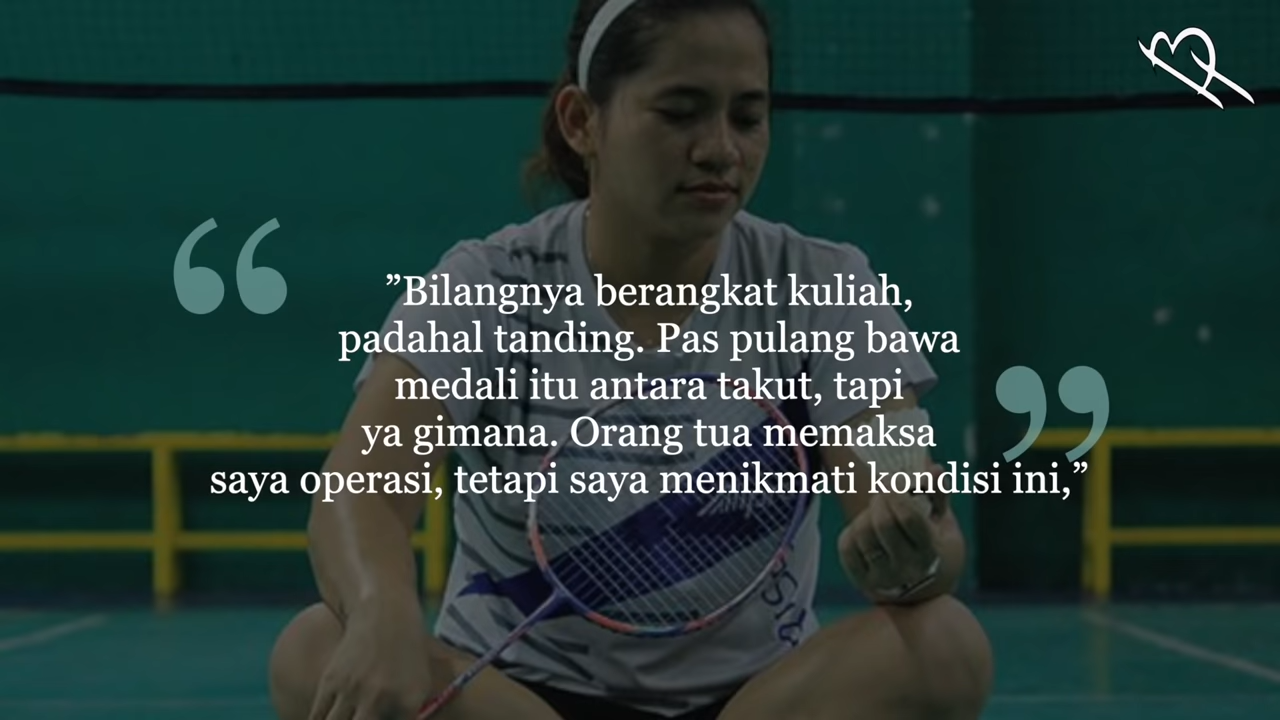 ”Bilangnya berangkat kuliah,
padahal tanding. Pas pulang bawa
medali itu antara takut, tapi
ya gimana. Orang tua memaksa
saya operasi, tetapi saya menikmati kondisi ini,”